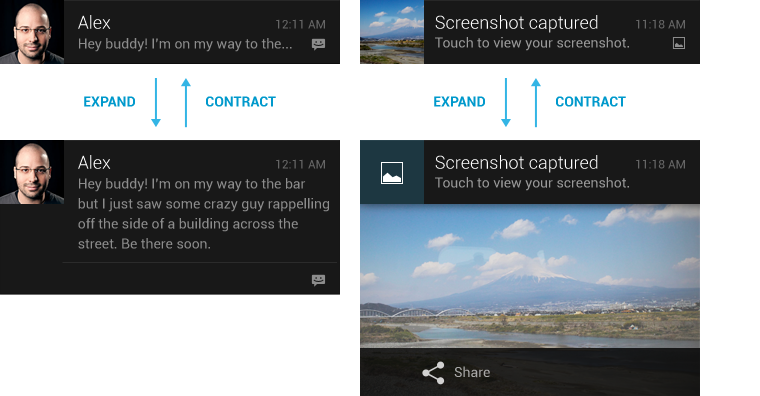 Alex
12:11 AM
Hey buddy! I'm on my way to the...
EXPAND
CONTRACT
Alex
12:11 AM
Hey buddy! I'm on my way to the bar
but I just saw some crazy guy rappelling
off the side of a building across the
street. Be there soon.
Screenshot captured
11:18 AM
Touch to view your screenshot.
EXPAND
CONTRACT
Screenshot captured
11:18 AM
Touch to view your screenshot.
Share